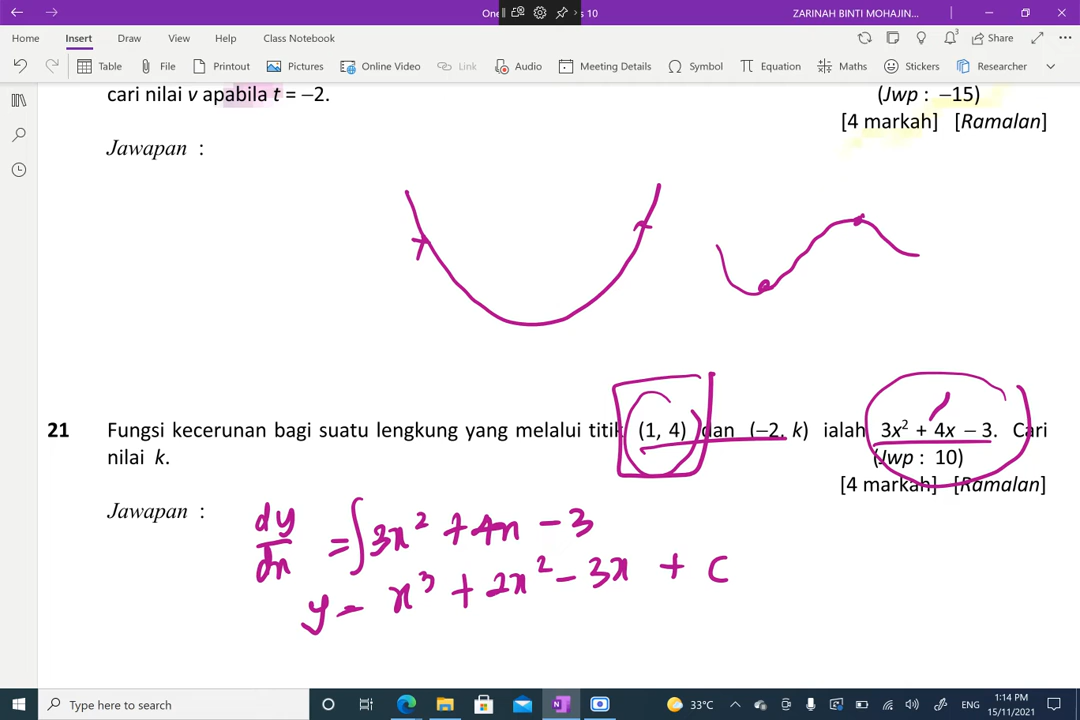 One
s 10
ZARINAH BINTI MOHAJIN...
Home Insert Draw View Help Class Notebook
Share
Table File Printout Pictures Online Video Link Audio Meeting Details Symbol Equation Maths Stickers Researcher
cari nilai v apabila t = −2.
(Jwp : −15)
[4 markah] [Ramalan]
Jawapan :
21 Fungsi kecerunan bagi suatu lengkung yang melalui titik (1, 4) dan (−2, k) ialah 3x² + 4x − 3. Cari
nilai k.
(Jwp : 10)
[4 markah] [Ramalan]
Jawapan :
dy/dx = ∫3x² + 4x − 3
y = x³ + 2x² − 3x + c
Type here to search
33°C
ENG
1:14 PM
15/11/2021